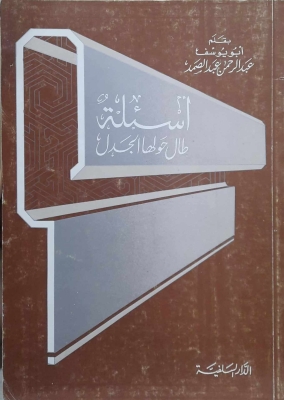 بقلم
أبو يوسف
عبد الرحمن عبد الصمد
أسئلة
طال حولها الجدل
الدار السلفية